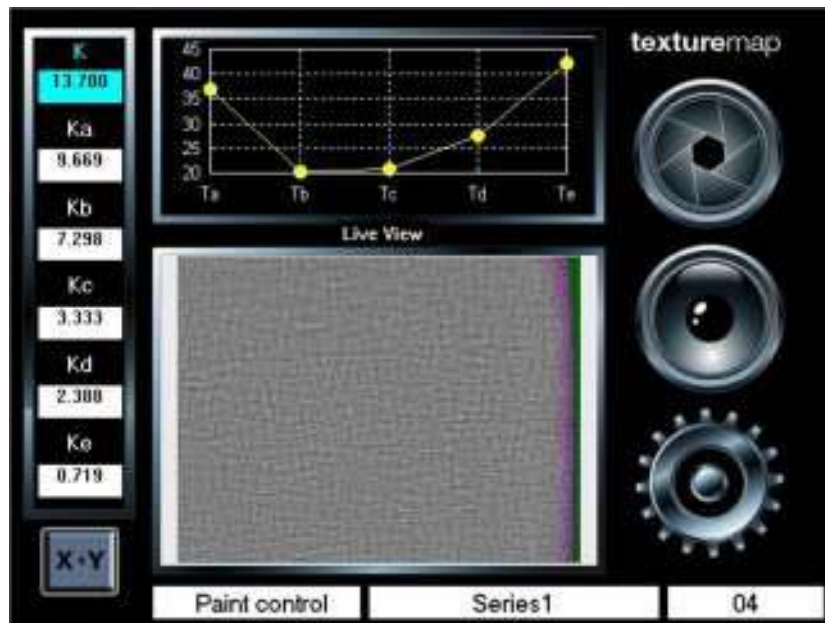 K
13.700
Ka
9.669
Kb
7.298
Kc
3.333
Kd
2.388
Ke
0.719
X·Y
45
40
35
30
25
20
Ta Tb Tc Td Te
Live View
texturemap
Paint control
Series1
04